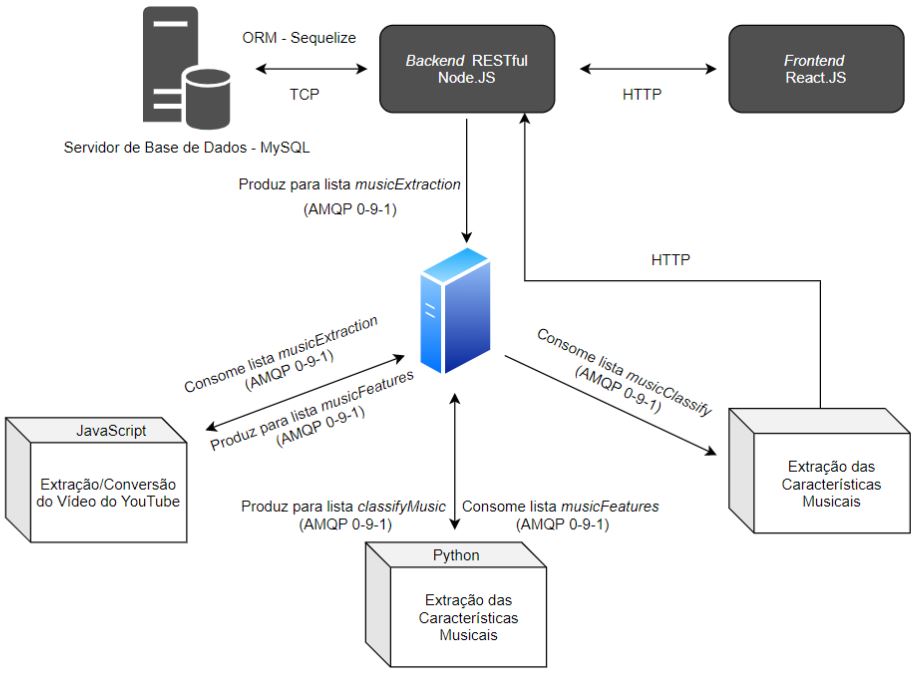 ORM - Sequelize
TCP
Servidor de Base de Dados - MySQL
Backend RESTful
Node.JS
HTTP
Frontend
React.JS
Produz para lista musicExtraction
(AMQP 0-9-1)
HTTP
Consome lista musicExtraction
(AMQP 0-9-1)
Produz para lista musicFeatures
(AMQP 0-9-1)
Consome lista musicClassify
(AMQP 0-9-1)
JavaScript
Extração/Conversão
do Vídeo do YouTube
Extração das
Características
Musicais
Produz para lista classifyMusic
(AMQP 0-9-1)
Consome lista musicFeatures
(AMQP 0-9-1)
Python
Extração das
Características
Musicais